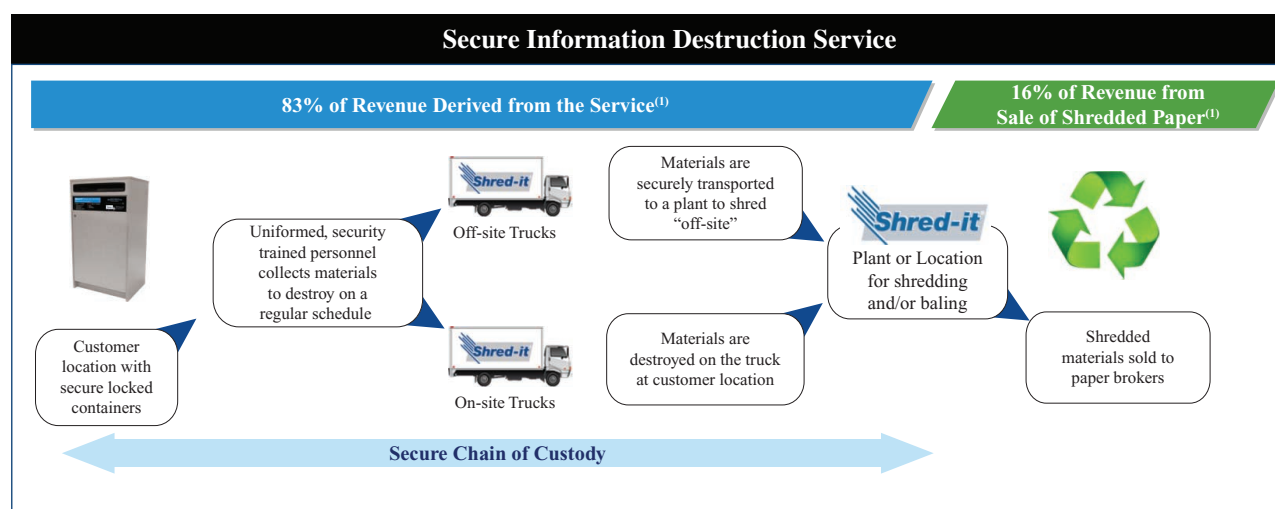 Secure Information Destruction Service
83% of Revenue Derived from the Service(1)
16% of Revenue from
Sale of Shredded Paper(1)
Customer
location with
secure locked
containers
Uniformed, security
trained personnel
collects materials
to destroy on a
regular schedule
Shred-it
Off-site Trucks
Shred-it
On-site Trucks
Materials are
securely transported
to a plant to shred
“off-site”
Materials are
destroyed on the truck
at customer location
Shred-it
Plant or Location
for shredding
and/or baling
Shredded
materials sold to
paper brokers
Secure Chain of Custody